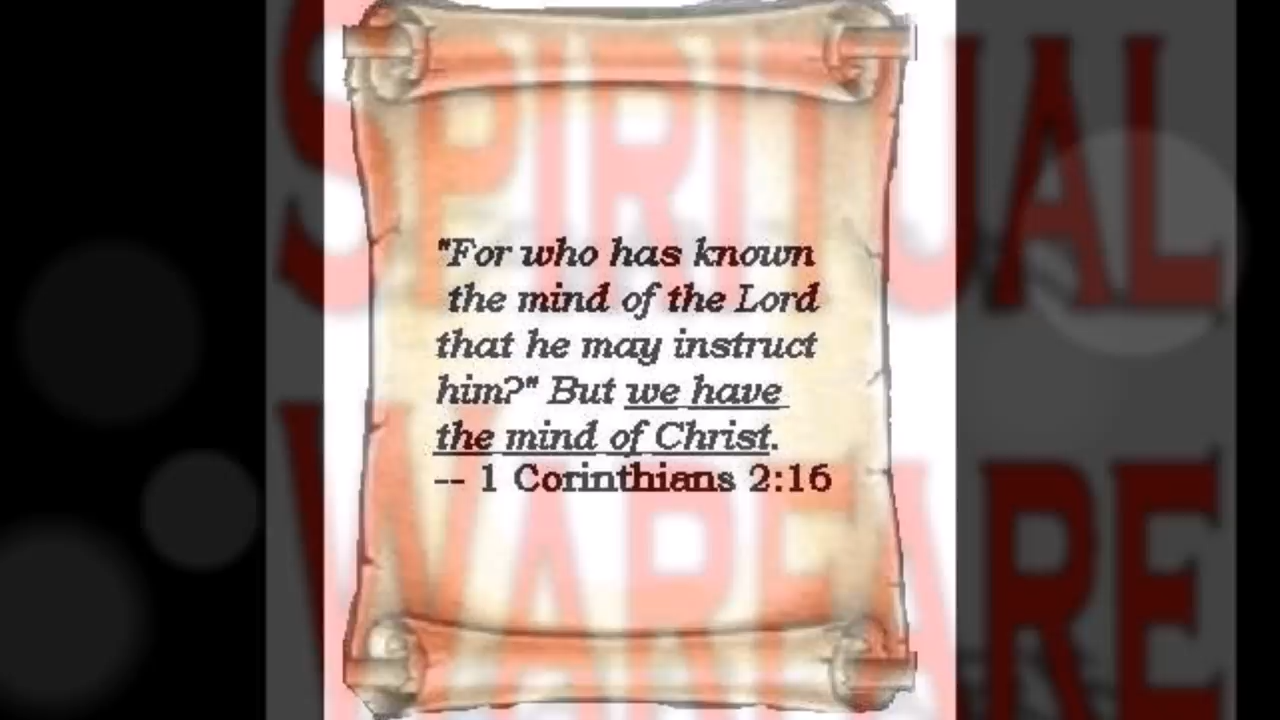 SPIRITUAL
"For who has known
the mind of the Lord
that he may instruct
him?" But we have
the mind of Christ.
-- 1 Corinthians 2:16
WARFARE